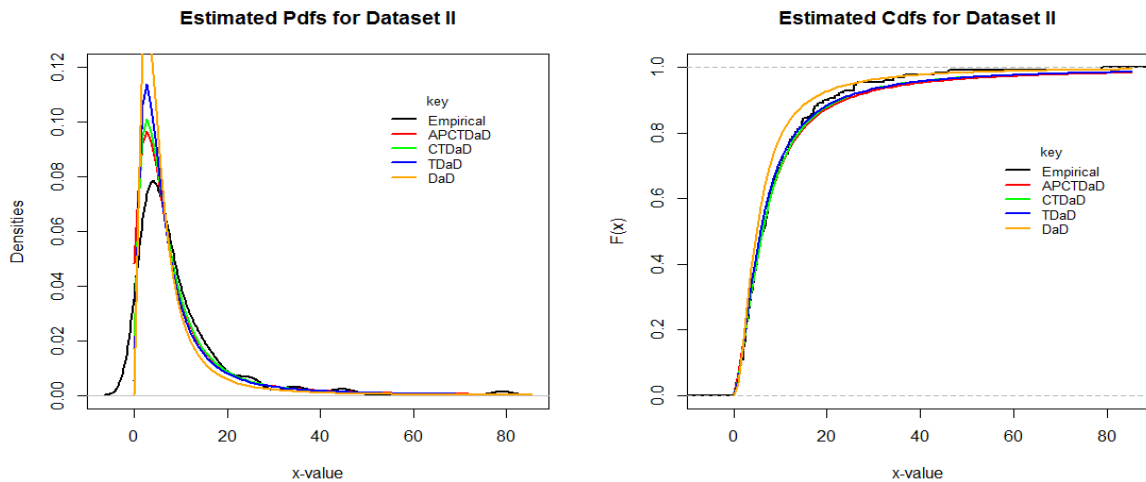 Estimated Pdfs for Dataset II
Densities
0.00 0.02 0.04 0.06 0.08 0.10 0.12
key
Empirical
APCTDaD
CTDaD
TDaD
DaD
0 20 40 60 80
x-value
Estimated Cdfs for Dataset II
F(x)
0.0 0.2 0.4 0.6 0.8 1.0
key
Empirical
APCTDaD
CTDaD
TDaD
DaD
0 20 40 60 80
x-value